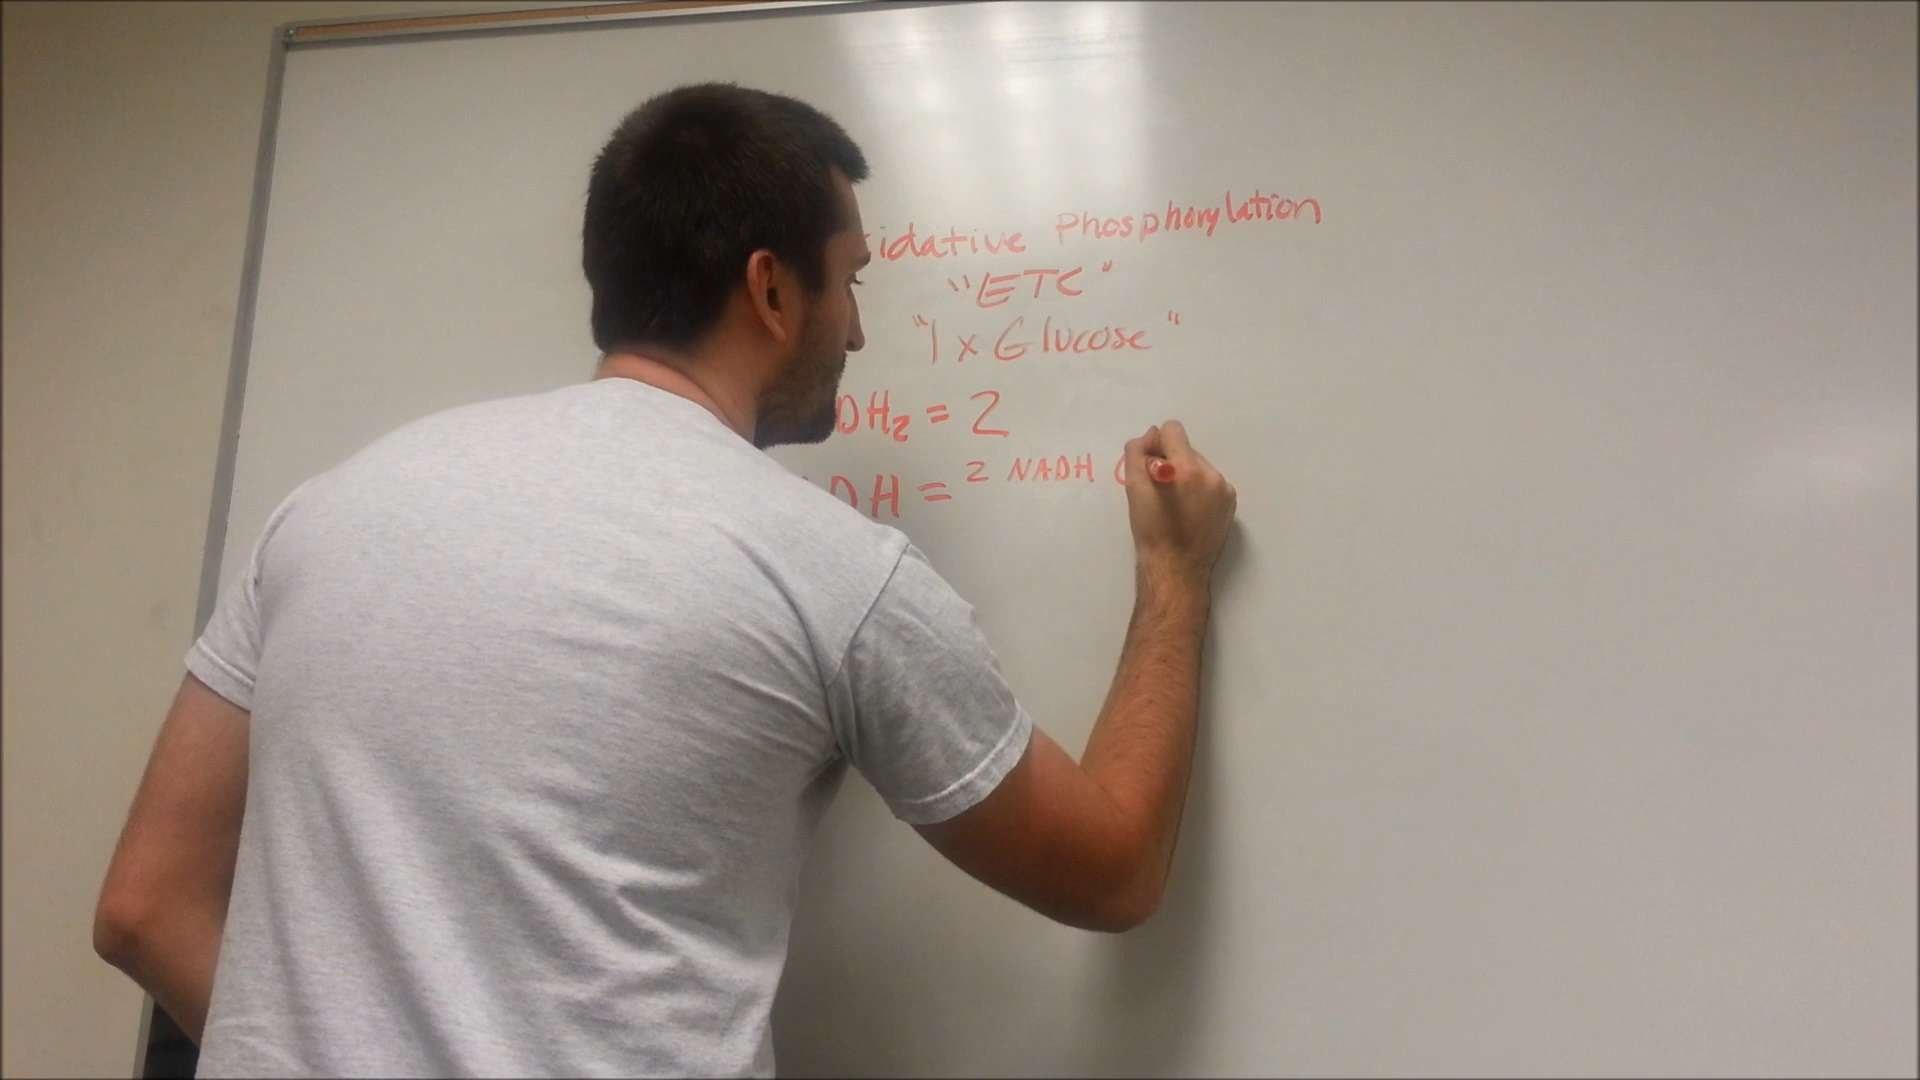 idative Phosphorylation
"ETC"
"1 x Glucose"
DH₂ = 2
DH = 2 NADH (